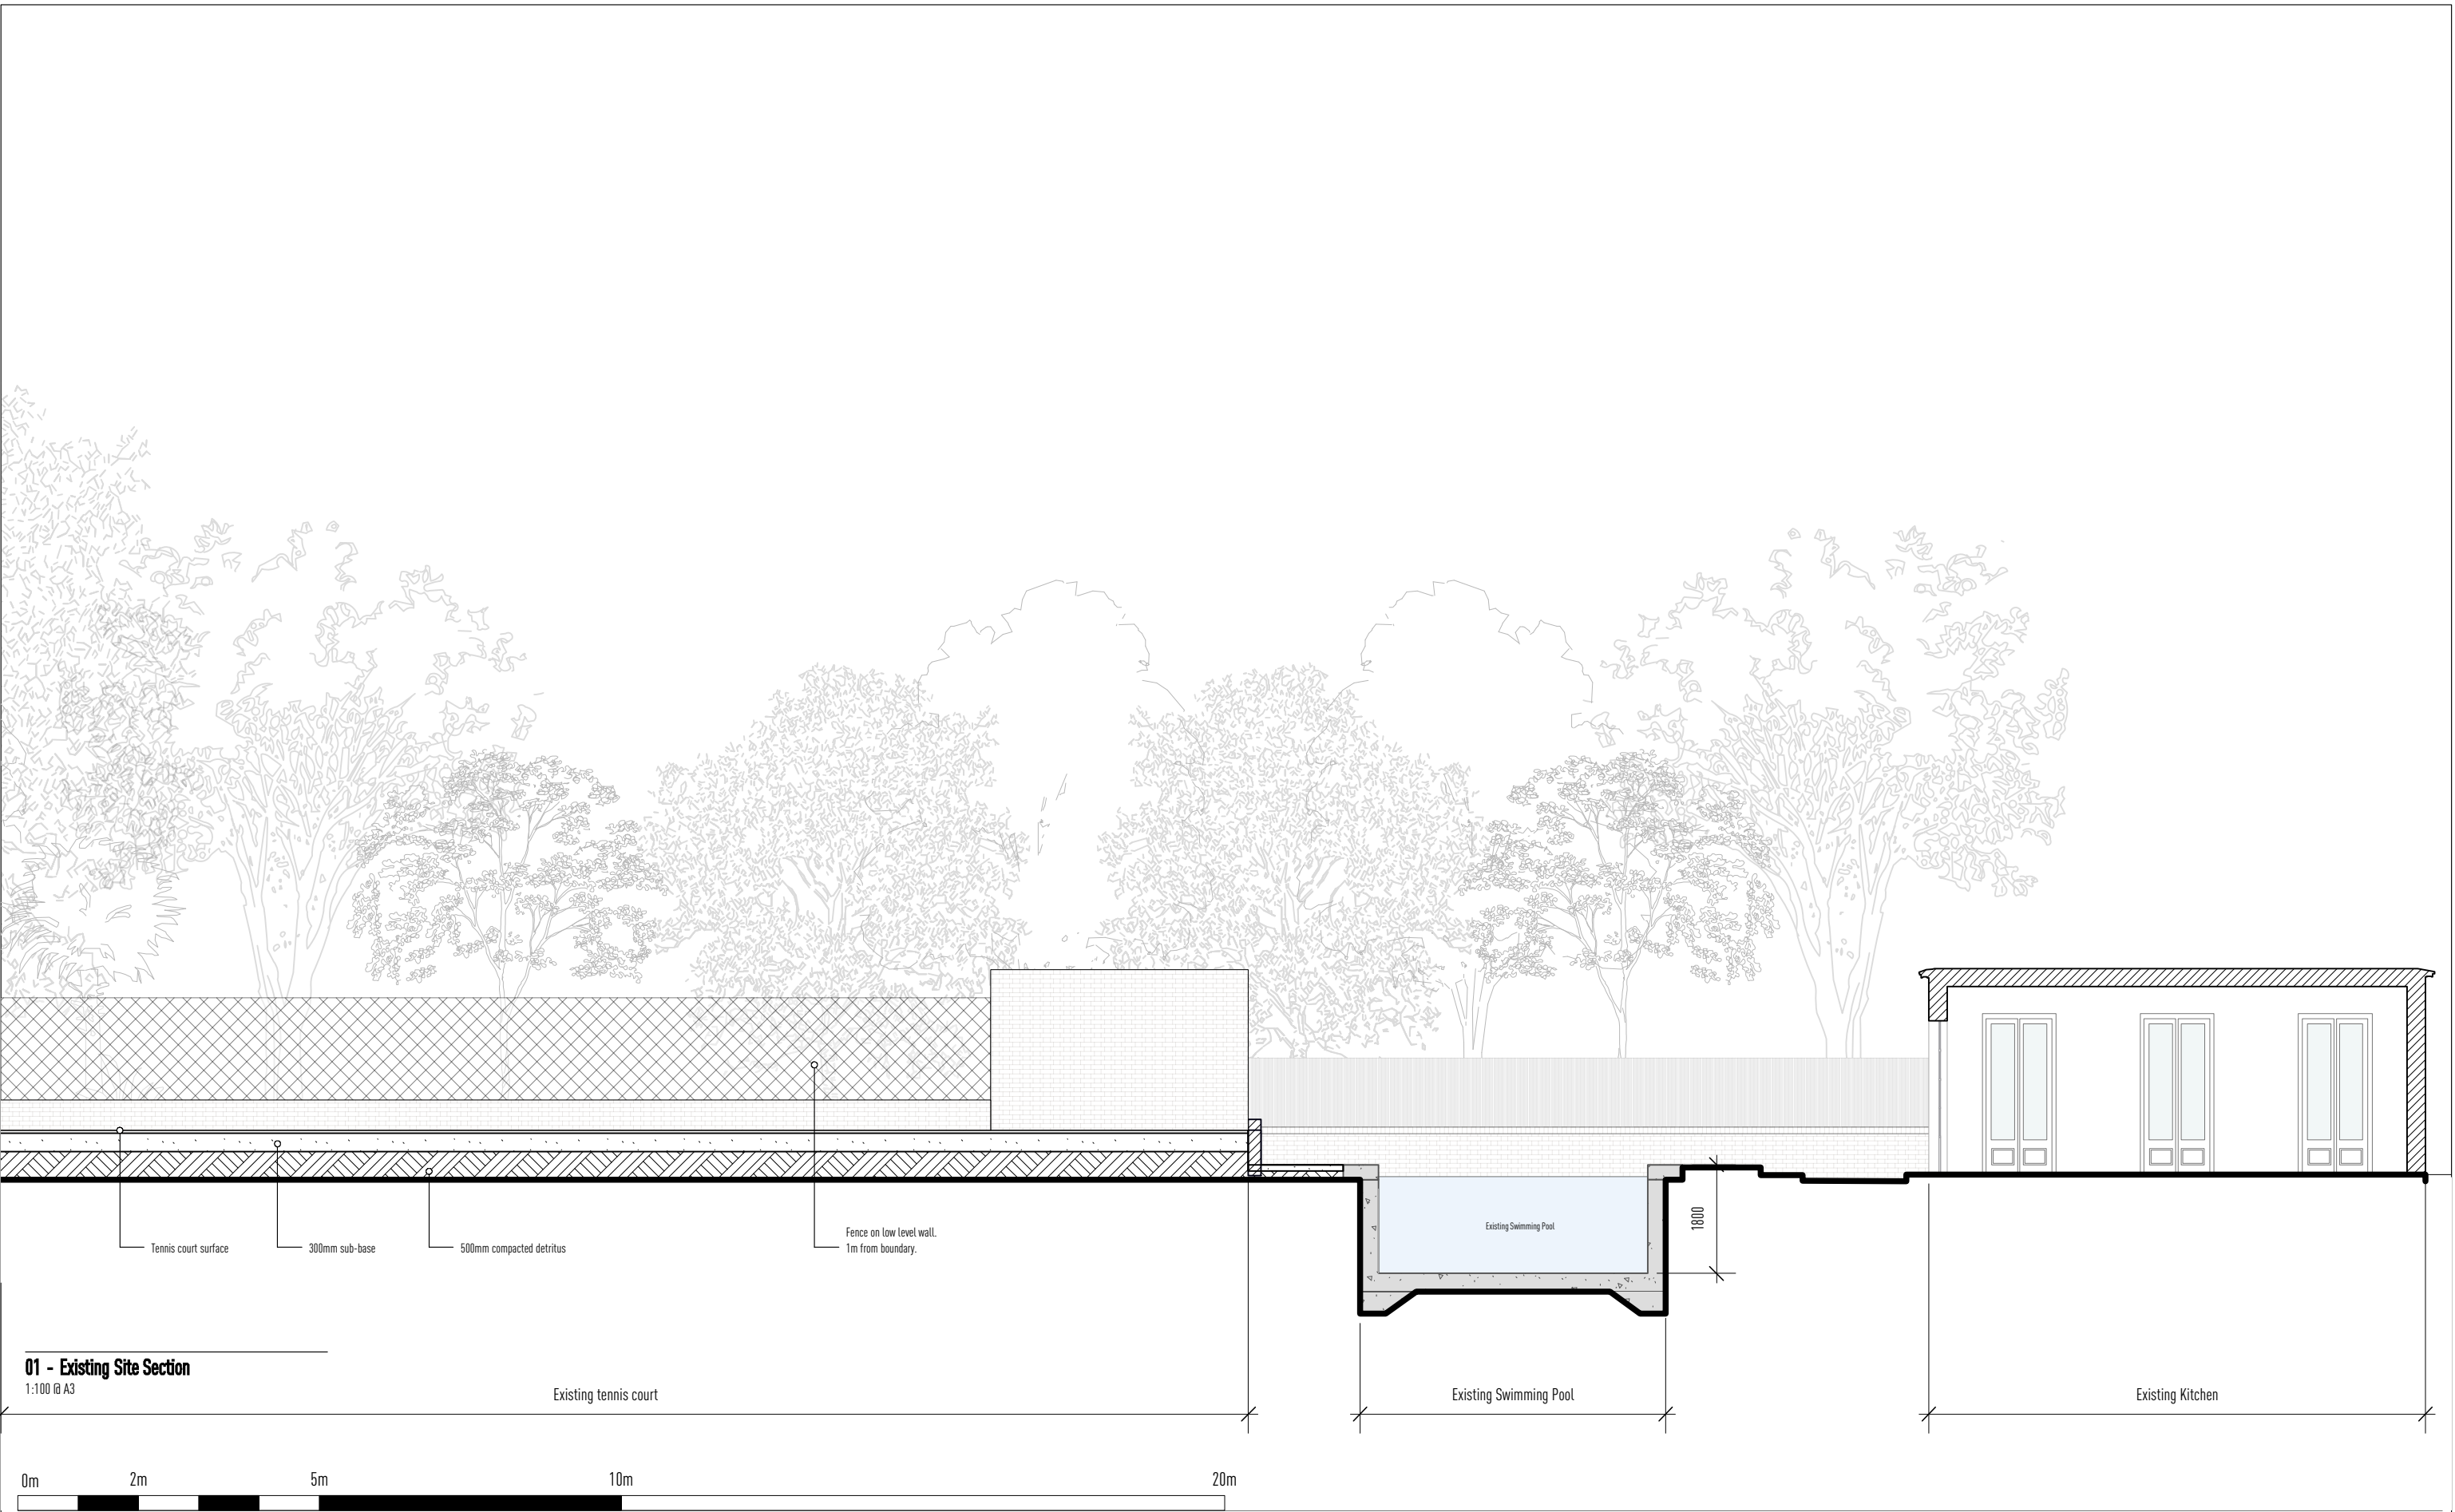 Existing Swimming Pool
1800
Fence on low level wall.
1m from boundary.
Tennis court surface
300mm sub-base
500mm compacted detritus
01 - Existing Site Section
1:100 @ A3
Existing tennis court
Existing Swimming Pool
Existing Kitchen
0m
2m
5m
10m
20m